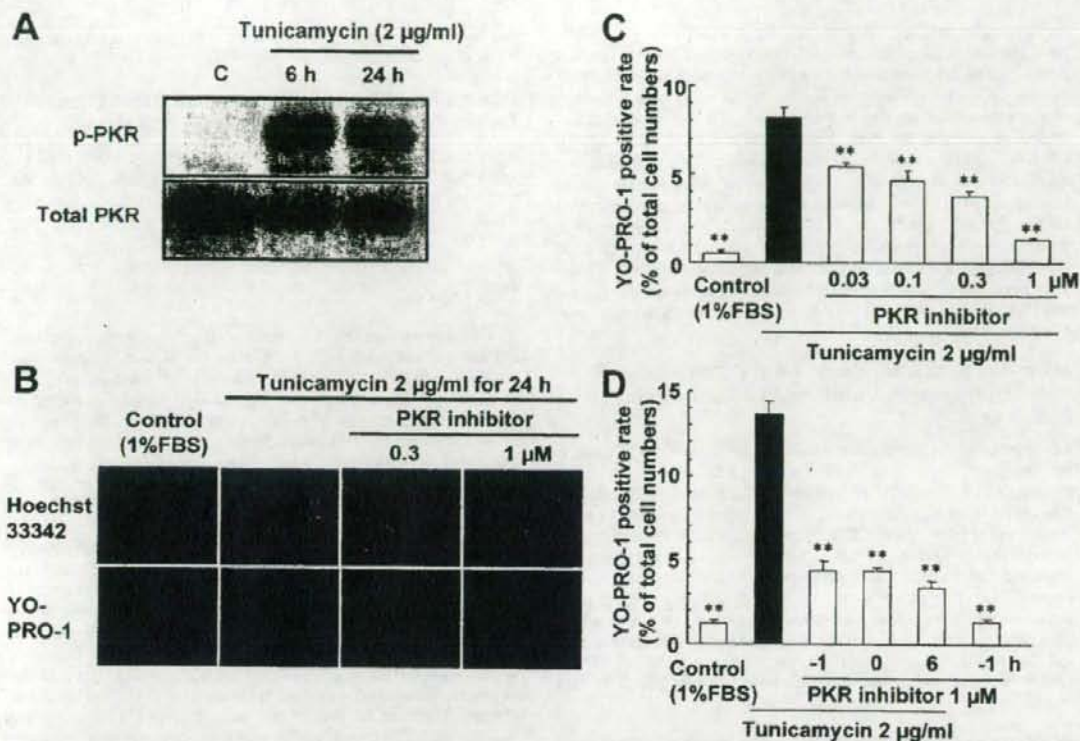 A
Tunicamycin (2 µg/ml)
C 6 h 24 h
p-PKR
Total PKR
B
Tunicamycin 2 µg/ml for 24 h
Control
(1%FBS)
PKR inhibitor
0.3 1 µM
Hoechst
33342
YO-
PRO-1
C
YO-PRO-1 positive rate
(% of total cell numbers)
10
5
0
** ** ** ** **
Control
(1%FBS)
0.03 0.1 0.3 1 µM
PKR inhibitor
Tunicamycin 2 µg/ml
D
YO-PRO-1 positive rate
(% of total cell numbers)
15
10
5
0
** ** ** ** **
Control
(1%FBS)
-1 0 6 -1 h
PKR inhibitor 1 µM
Tunicamycin 2 µg/ml